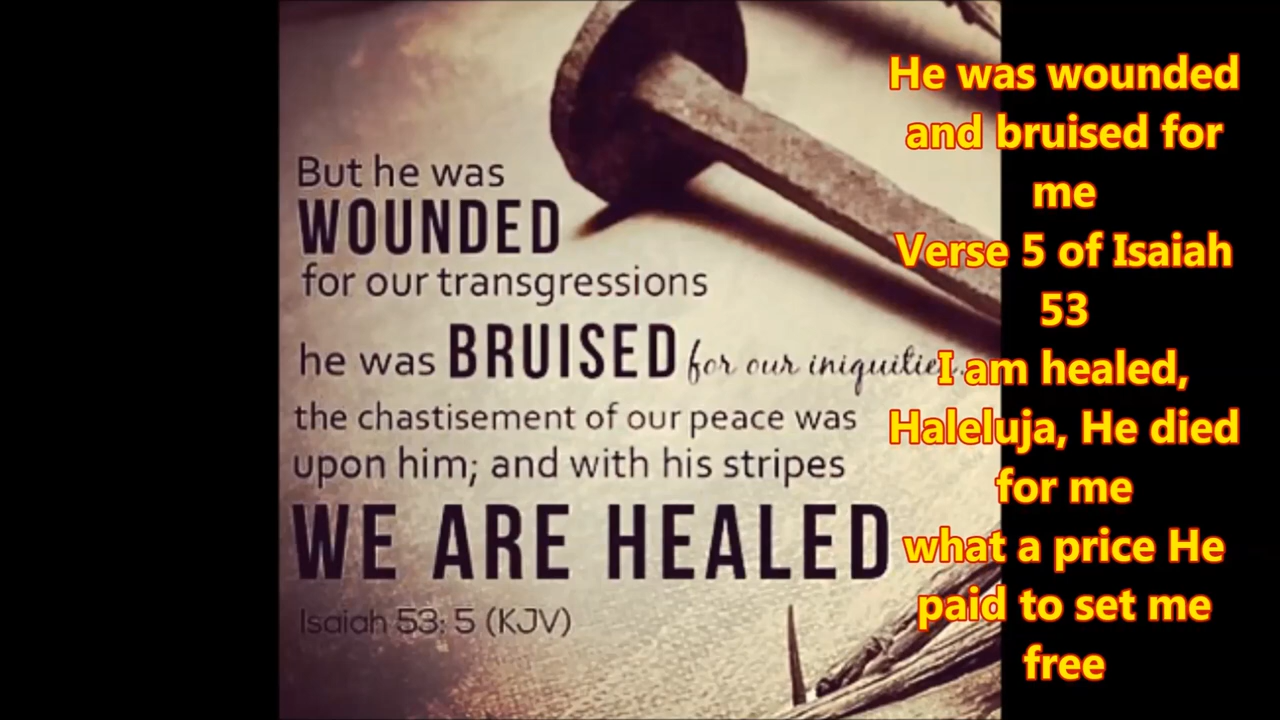 But he was
WOUNDED
for our transgressions
he was BRUISED for our iniquities.
the chastisement of our peace was
upon him; and with his stripes
WE ARE HEALED
Isaiah 53: 5 (KJV)
He was wounded
and bruised for
me
Verse 5 of Isaiah
53
I am healed,
Haleluja, He died
for me
what a price He
paid to set me
free